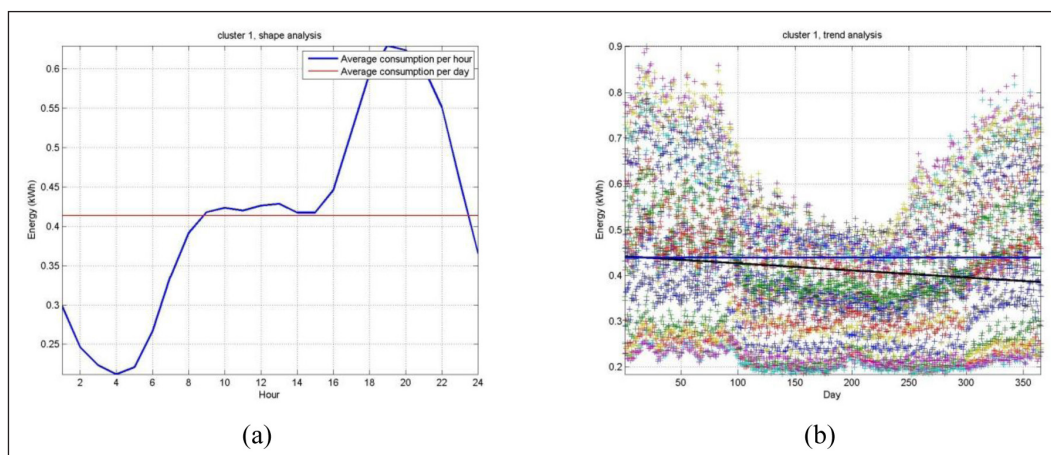 cluster 1, shape analysis
Average consumption per hour
Average consumption per day
Energy (kWh)
0.6
0.55
0.5
0.45
0.4
0.35
0.3
0.25
2 4 6 8 10 12 14 16 18 20 22 24
Hour
(a)
cluster 1, trend analysis
Energy (kWh)
0.9
0.8
0.7
0.6
0.5
0.4
0.3
0.2
50 100 150 200 250 300 350
Day
(b)